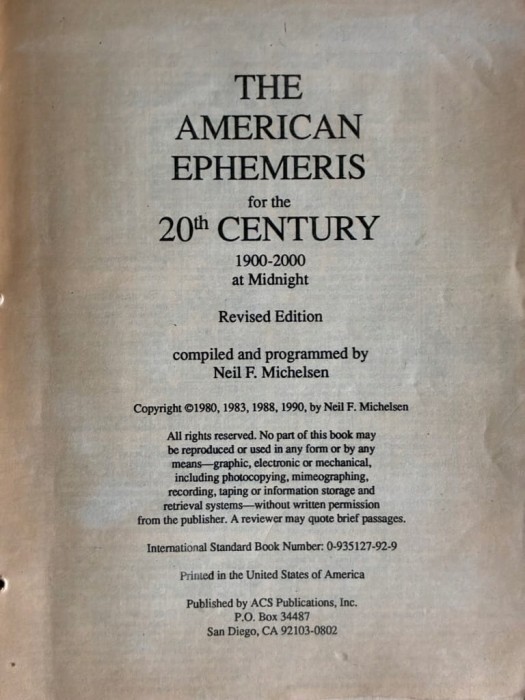 THE
AMERICAN
EPHEMERIS
for the
20th CENTURY
1900-2000
at Midnight
Revised Edition
compiled and programmed by
Neil F. Michelsen
Copyright ©1980, 1983, 1988, 1990, by Neil F. Michelsen
All rights reserved. No part of this book may
be reproduced or used in any form or by any
means—graphic, electronic or mechanical,
including photocopying, mimeographing,
recording, taping or information storage and
retrieval systems—without written permission
from the publisher. A reviewer may quote brief passages.
International Standard Book Number: 0-935127-92-9
Printed in the United States of America
Published by ACS Publications, Inc.
P.O. Box 34487
San Diego, CA 92103-0802